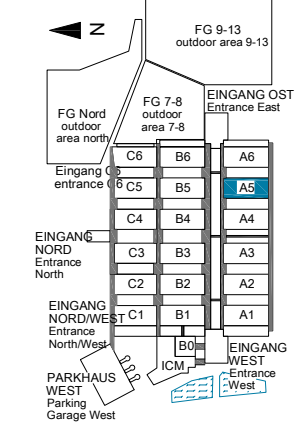 N
FG 9-13
outdoor area 9-13
FG Nord
outdoor
area north
FG 7-8
outdoor
area 7-8
EINGANG OST
Entrance East
C6 B6 A6
Eingang C6
entrance C6
C5 B5 A5
C4 B4 A4
EINGANG
NORD
Entrance
North
C3 B3 A3
C2 B2 A2
EINGANG
NORD/WEST
Entrance
North/West
C1 B1 A1
B0
ICM
EINGANG
WEST
Entrance
West
PARKHAUS
WEST
Parking
Garage West